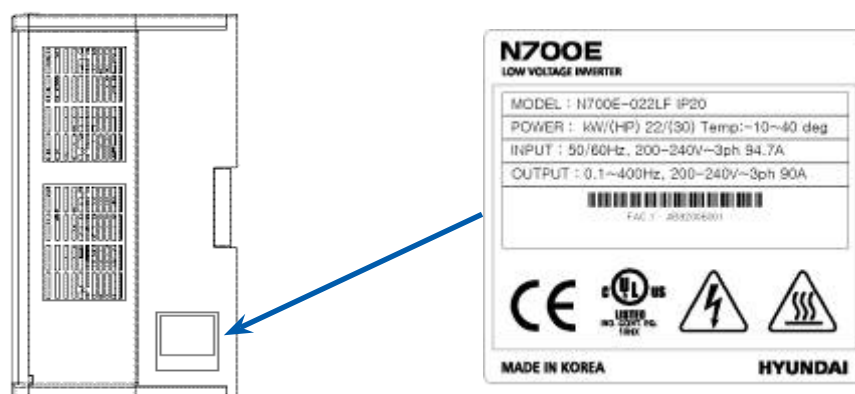 N700E
LOW VOLTAGE INVERTER
MODEL : N700E-022LF IP20
POWER : kW/(HP) 22/(30) Temp:-10~40 deg
INPUT : 50/60Hz, 200-240V~3ph 94.7A
OUTPUT : 0.1~400Hz, 200-240V~3ph 90A
CE
C UL US
LISTED
MADE IN KOREA
HYUNDAI